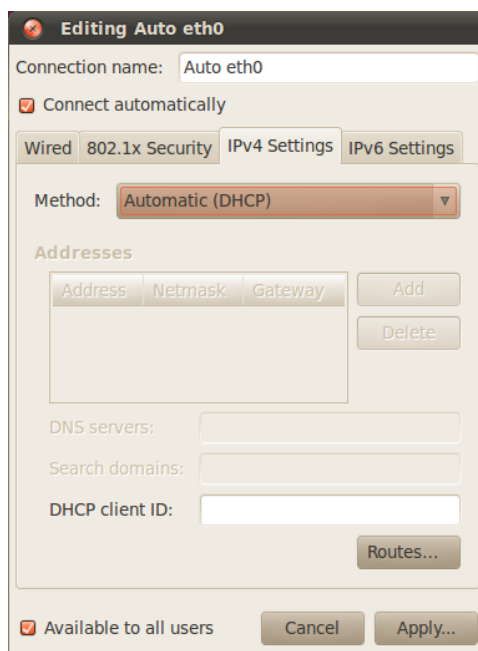 Editing Auto eth0
Connection name: Auto eth0
Connect automatically
Wired 802.1x Security IPv4 Settings IPv6 Settings
Method: Automatic (DHCP)
Addresses
Address Netmask Gateway Add
Delete
DNS servers:
Search domains:
DHCP client ID:
Routes...
Available to all users Cancel Apply...